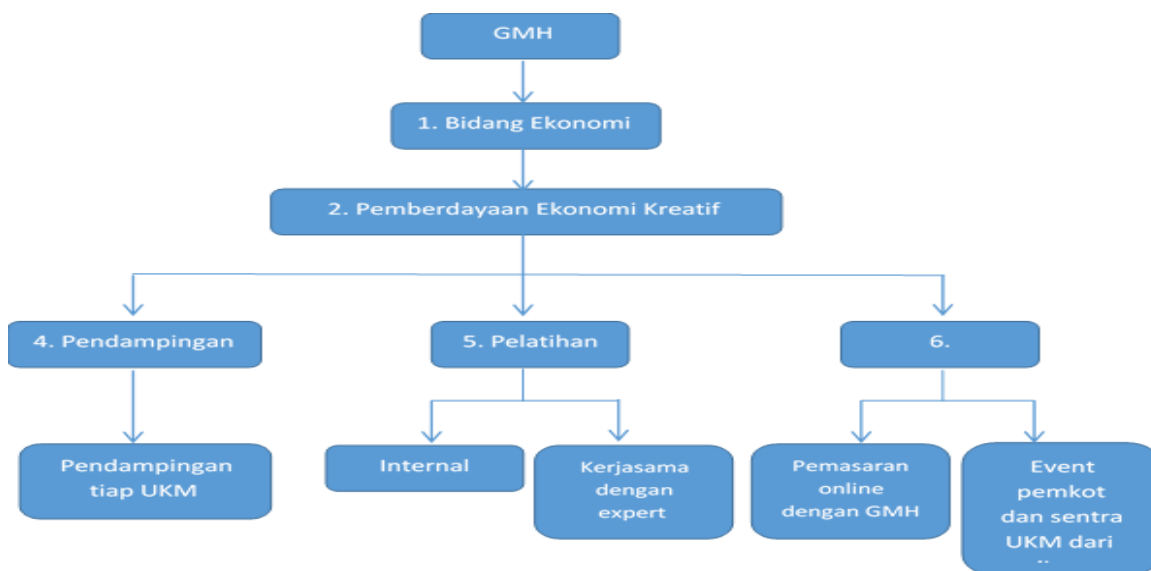 GMH
1. Bidang Ekonomi
2. Pemberdayaan Ekonomi Kreatif
4. Pendampingan
5. Pelatihan
6.
Pendampingan
tiap UKM
Internal
Kerjasama
dengan
expert
Pemasaran
online
dengan GMH
Event
pemkot
dan sentra
UKM dari